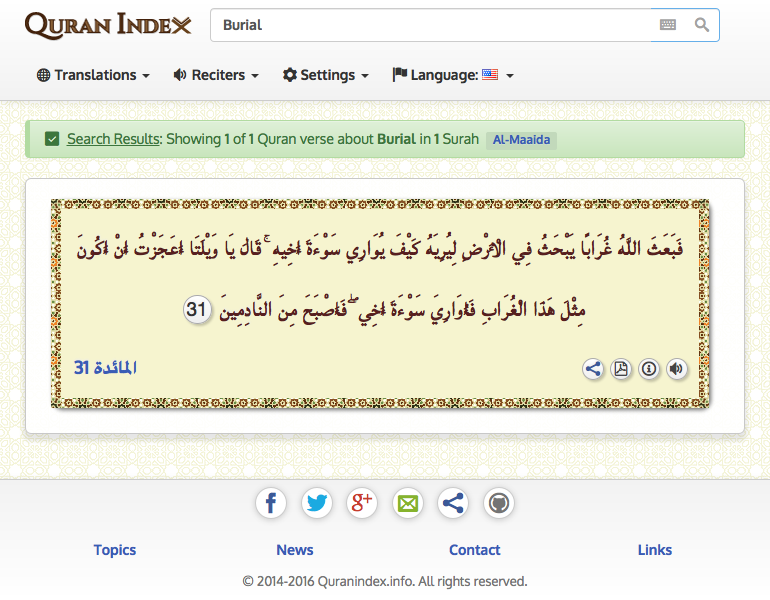 Quran Index
Burial
Translations
Reciters
Settings
Language:
Search Results: Showing 1 of 1 Quran verse about Burial in 1 Surah Al-Maaida
فَبَعَثَ اللَّهُ غُرَابًا يَبْحَثُ فِي الْأَرْضِ لِيُرِيَهُ كَيْفَ يُوَارِي سَوْءَةَ أَخِيهِ ۚ قَالَ يَا وَيْلَتَا أَعَجَزْتُ أَنْ أَكُونَ
مِثْلَ هَذَا الْغُرَابِ فَأُوَارِيَ سَوْءَةَ أَخِي ۖ فَأَصْبَحَ مِنَ النَّادِمِينَ 31
المائدة 31
Topics
News
Contact
Links
© 2014-2016 Quranindex.info. All rights reserved.